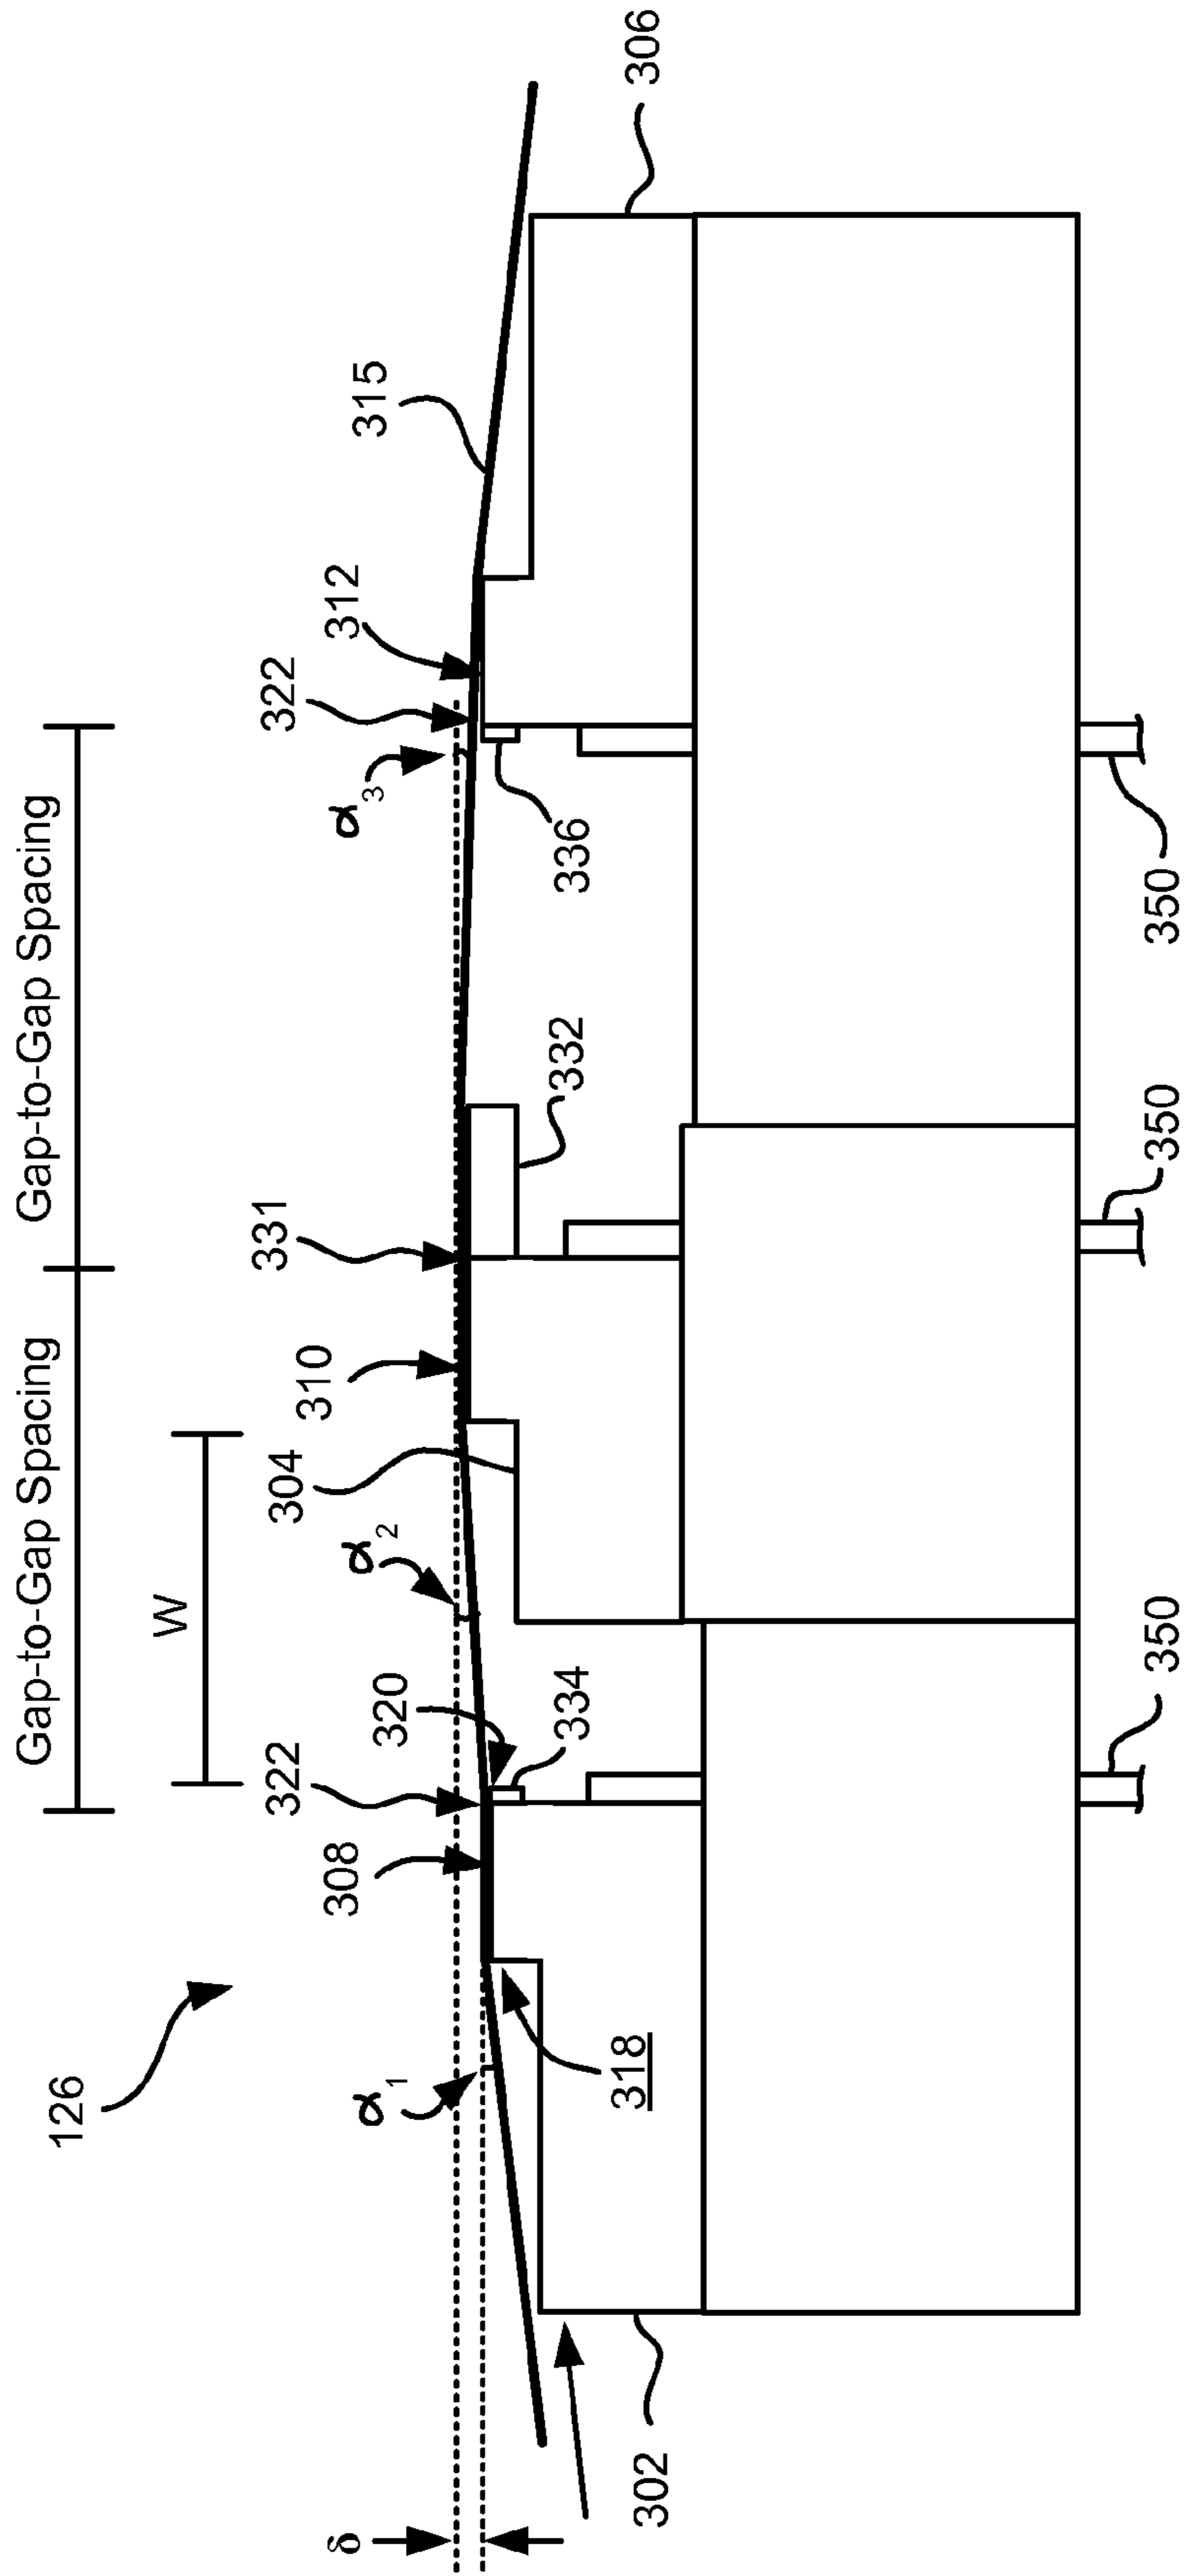 Gap-to-Gap Spacing
Gap-to-Gap Spacing
W
126
308
322
320
334
α2
304
310
331
332
α3
322
312
336
315
306
α1
318
δ
302
350
350
350